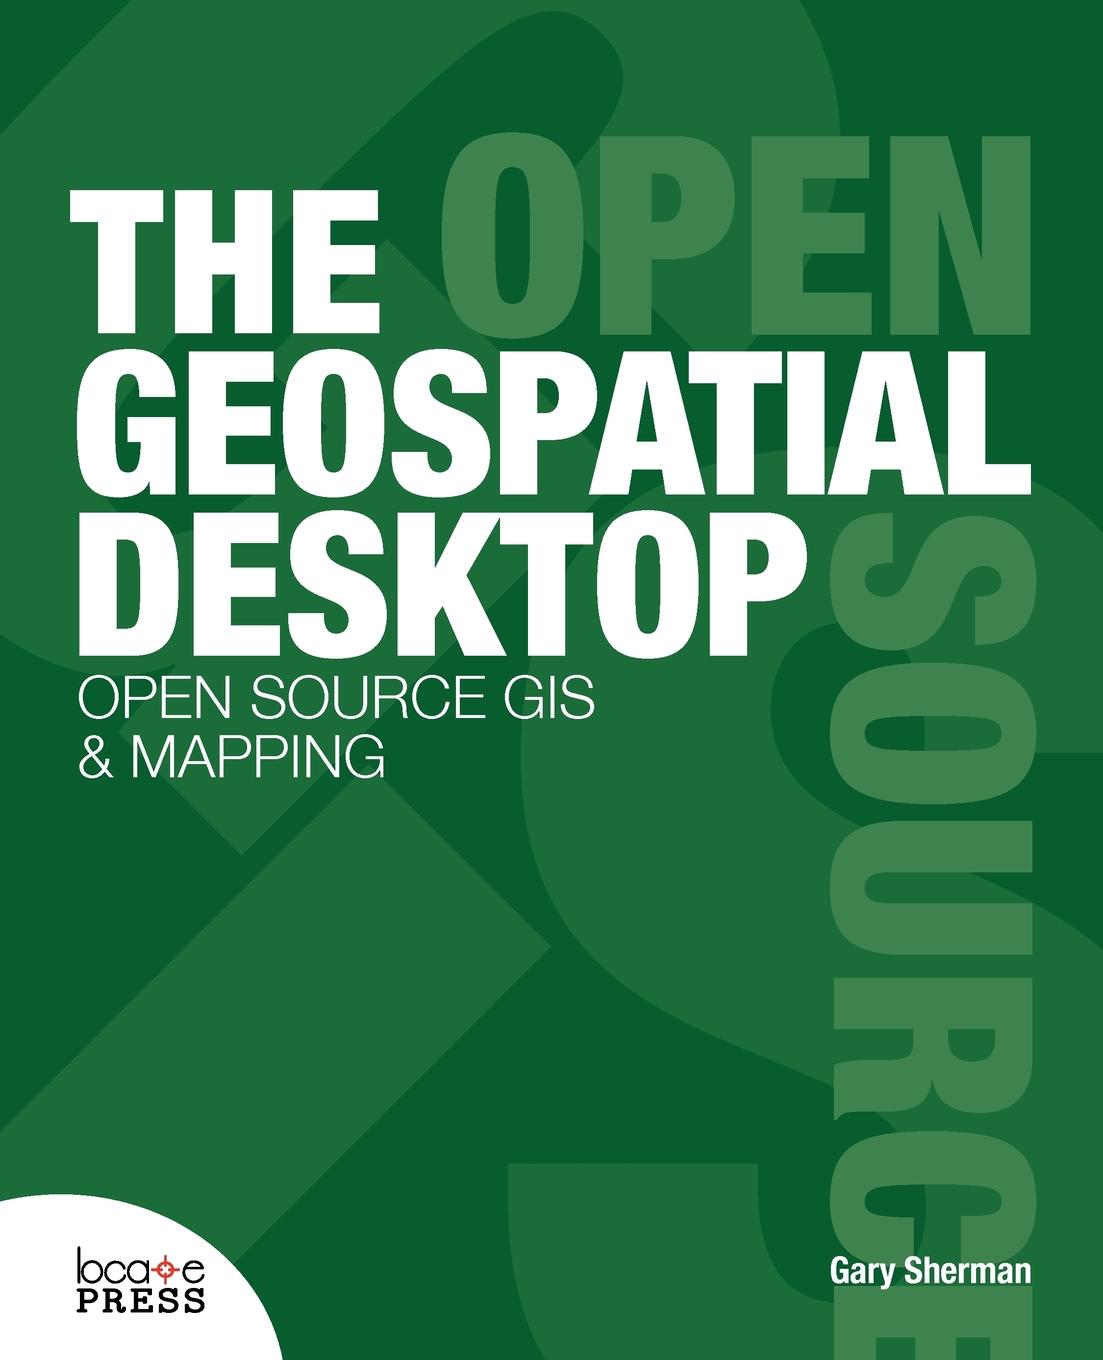 THE OPEN
GEOSPATIAL
DESKTOP
OPEN SOURCE GIS
& MAPPING
SOURCE
Gary Sherman
locate
PRESS